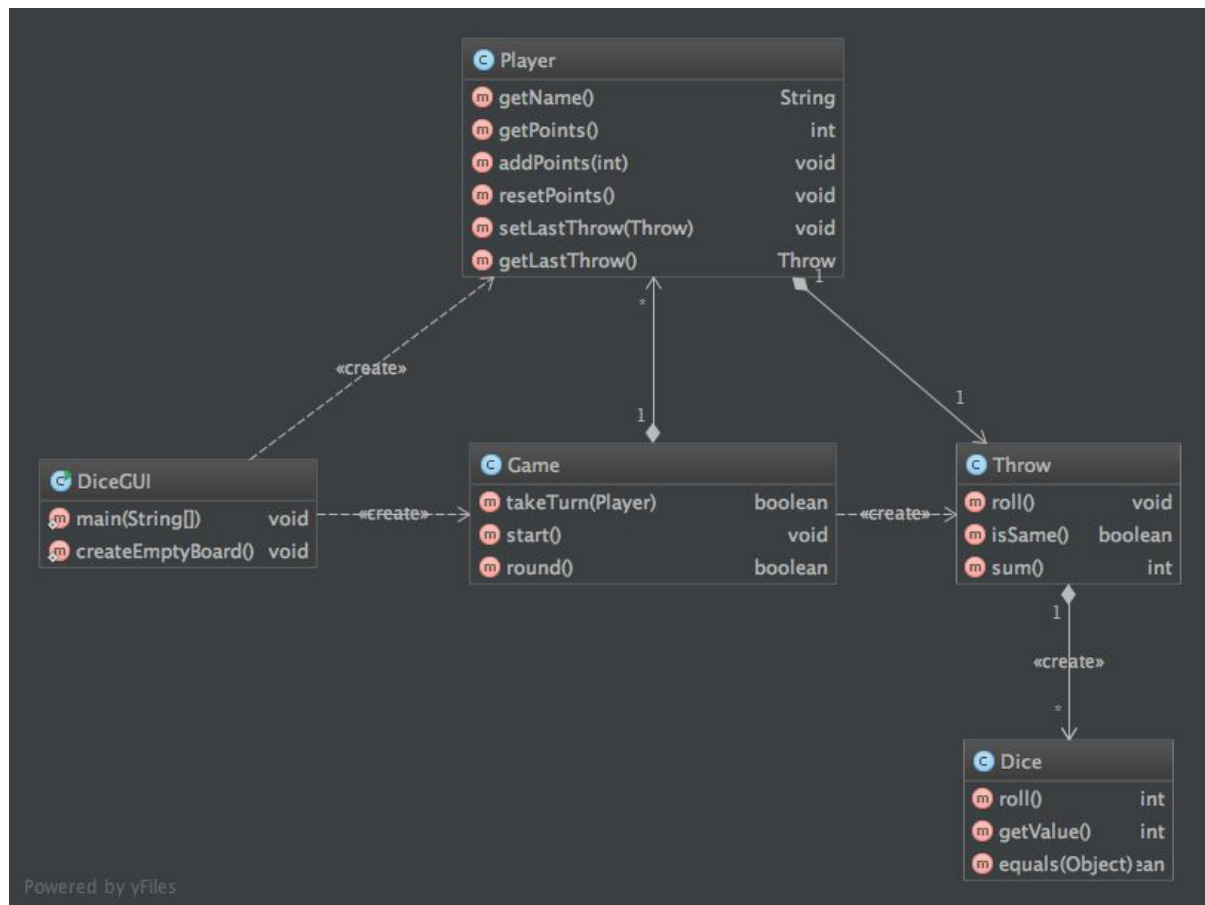 Player
getName() String
getPoints() int
addPoints(int) void
resetPoints() void
setLastThrow(Throw) void
getLastThrow() Throw
1
*
«create»
1
1
DiceGUI
main(String[]) void
createEmptyBoard() void
«create»
Game
takeTurn(Player) boolean
start() void
round() boolean
«create»
Throw
roll() void
isSame() boolean
sum() int
1
«create»
*
Dice
roll() int
getValue() int
equals(Object) ean
Powered by yFiles